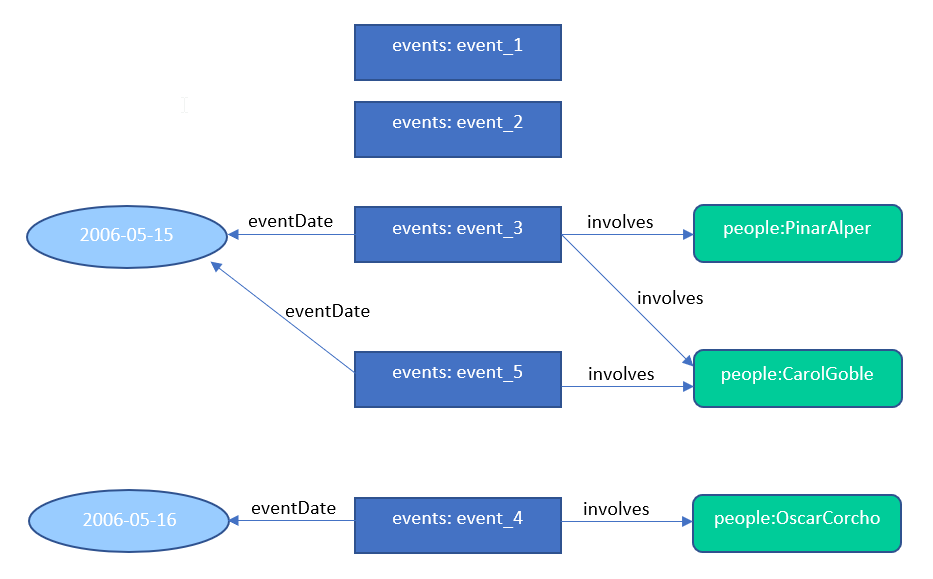 events: event_1
events: event_2
2006-05-15
eventDate
events: event_3
involves
people:PinarAlper
involves
eventDate
events: event_5
involves
people:CarolGoble
2006-05-16
eventDate
events: event_4
involves
people:OscarCorcho